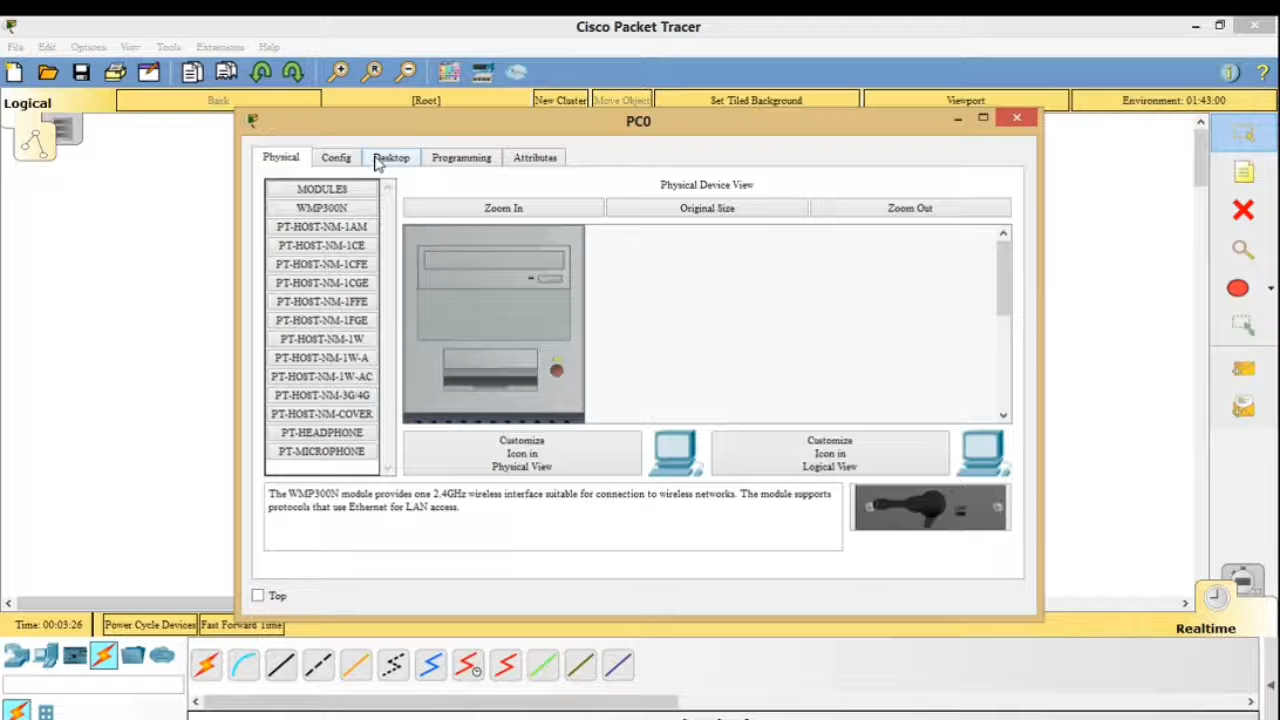 Cisco Packet Tracer
File Edit Options View Tools Extensions Help
Logical
Back
[Root]
New Cluster
Move Object
Set Tiled Background
Viewport
Environment: 01:43:00
PC0
Physical Config Desktop Programming Attributes
MODULES
WMP300N
PT-HOST-NM-1AM
PT-HOST-NM-1CE
PT-HOST-NM-1CFE
PT-HOST-NM-1CGE
PT-HOST-NM-1FFE
PT-HOST-NM-1FGE
PT-HOST-NM-1W
PT-HOST-NM-1W-A
PT-HOST-NM-1W-AC
PT-HOST-NM-3G/4G
PT-HOST-NM-COVER
PT-HEADPHONE
PT-MICROPHONE
Physical Device View
Zoom In
Original Size
Zoom Out
Customize
Icon in
Physical View
Customize
Icon in
Logical View
The WMP300N module provides one 2.4GHz wireless interface suitable for connection to wireless networks. The module supports
protocols that use Ethernet for LAN access.
Top
Time: 00:03:26
Power Cycle Devices
Fast Forward Time
Realtime